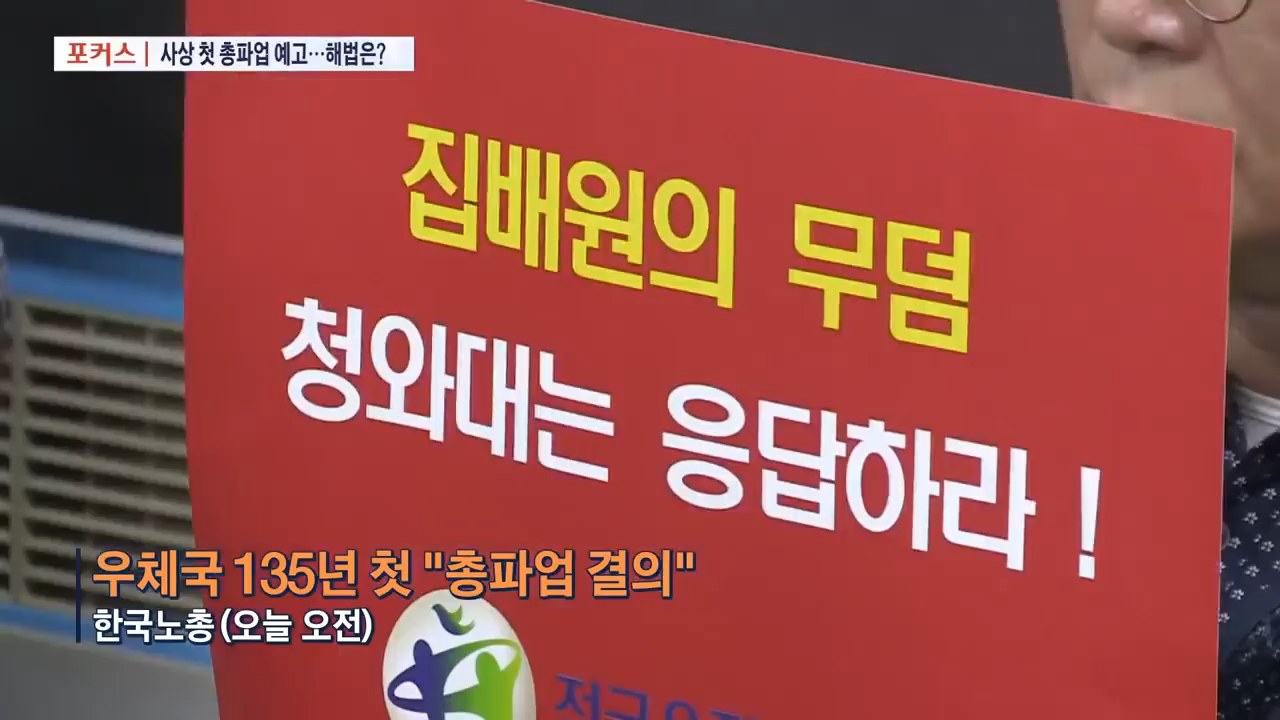 포커스 | 사상 첫 총파업 예고…해법은?
집배원의 무덤
청와대는 응답하라!
우체국 135년 첫 "총파업 결의"
한국노총 (오늘 오전)